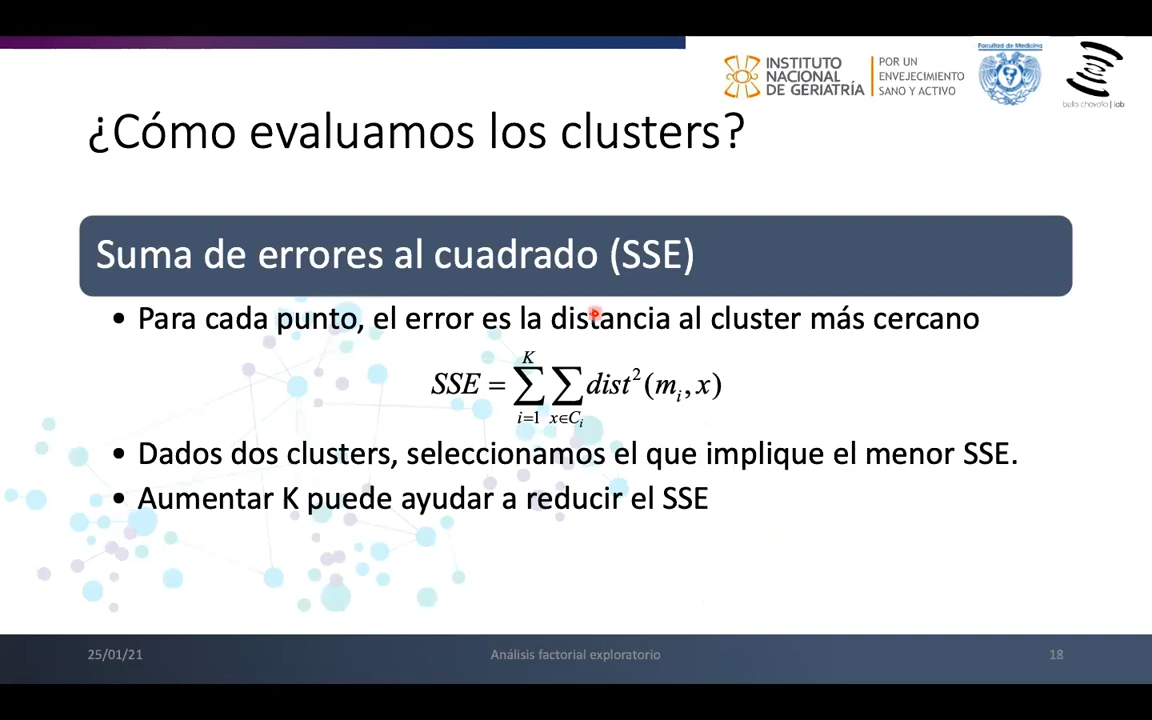 INSTITUTO
NACIONAL
DE GERIATRÍA
POR UN
ENVEJECIMIENTO
SANO Y ACTIVO
Facultad de Medicina
bello chavolla | lab
¿Cómo evaluamos los clusters?
Suma de errores al cuadrado (SSE)
• Para cada punto, el error es la distancia al cluster más cercano
SSE = ∑_{i=1}^{K} ∑_{x∈C_i} dist²(m_i, x)
• Dados dos clusters, seleccionamos el que implique el menor SSE.
• Aumentar K puede ayudar a reducir el SSE
25/01/21
Análisis factorial exploratorio
18